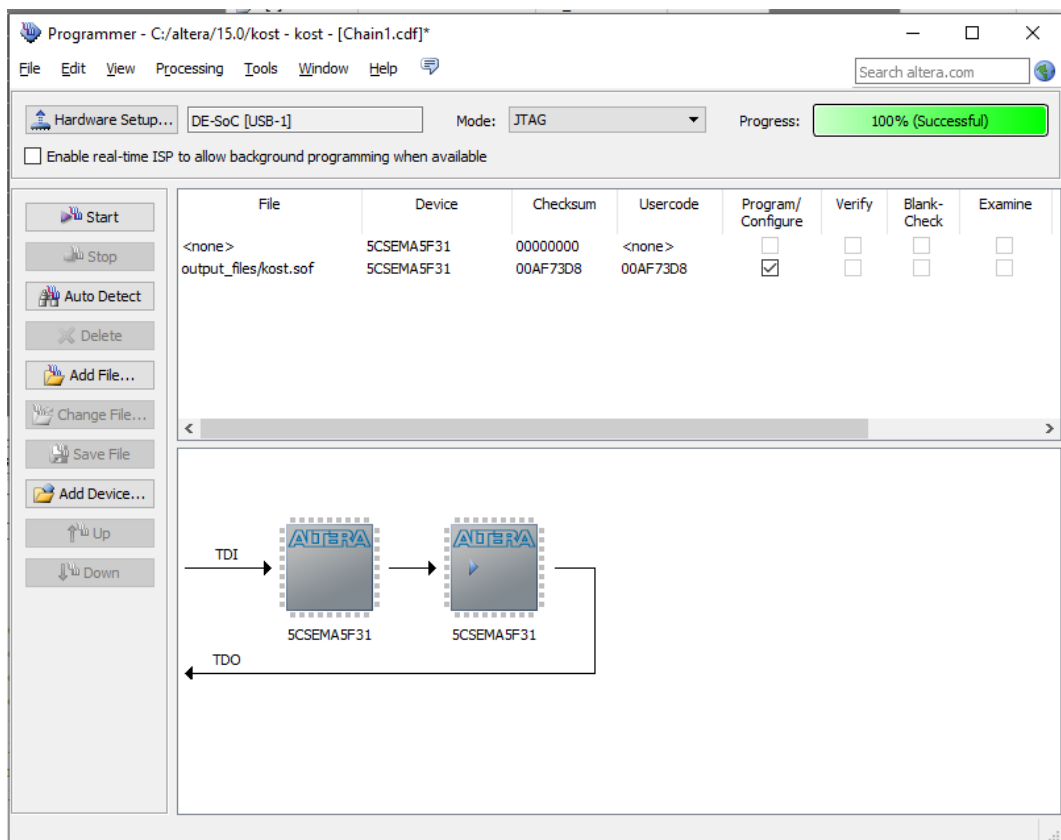 Programmer - C:/altera/15.0/kost - kost - [Chain1.cdf]*
File Edit View Processing Tools Window Help
Search altera.com
Hardware Setup... DE-SoC [USB-1] Mode: JTAG Progress: 100% (Successful)
Enable real-time ISP to allow background programming when available
Start
Stop
Auto Detect
Delete
Add File...
Change File...
Save File
Add Device...
Up
Down
File Device Checksum Usercode Program/ Verify Blank- Examine
Configure Check
<none> 5CSEMA5F31 00000000 <none>
output_files/kost.sof 5CSEMA5F31 00AF73D8 00AF73D8
TDI
ALTERA ALTERA
5CSEMA5F31 5CSEMA5F31
TDO